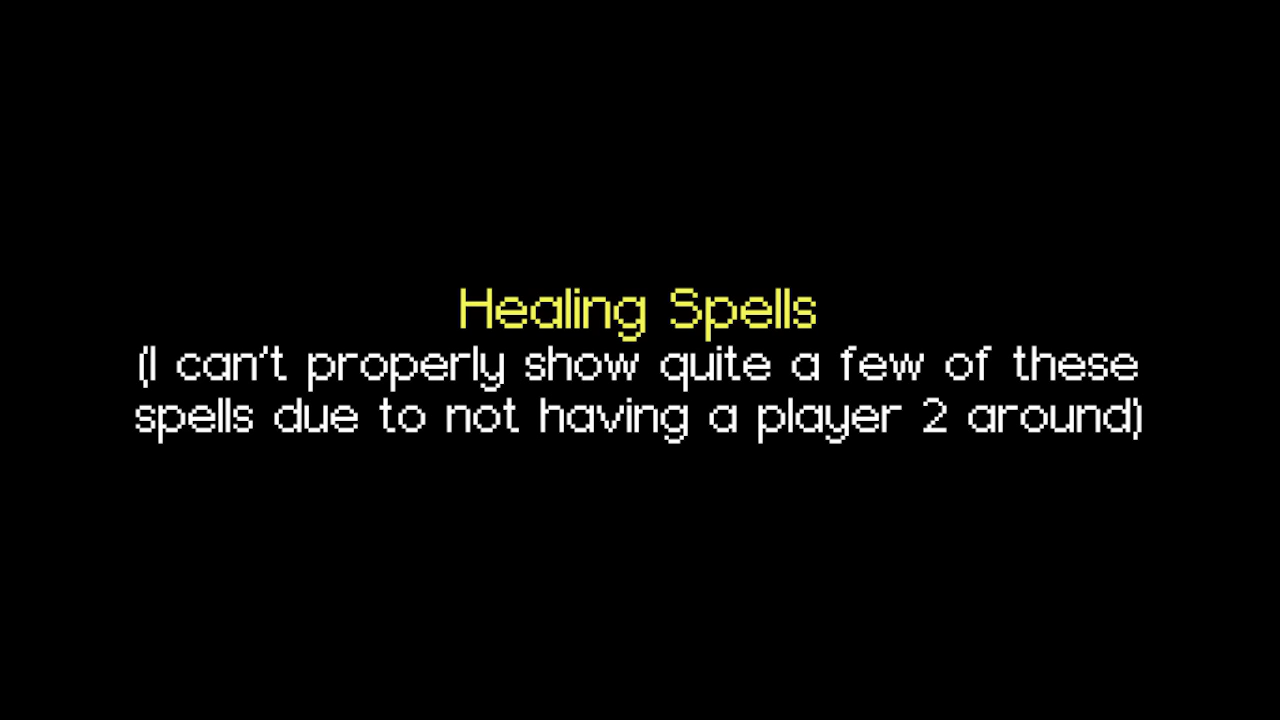 Healing Spells
(I can't properly show quite a few of these
spells due to not having a player 2 around)